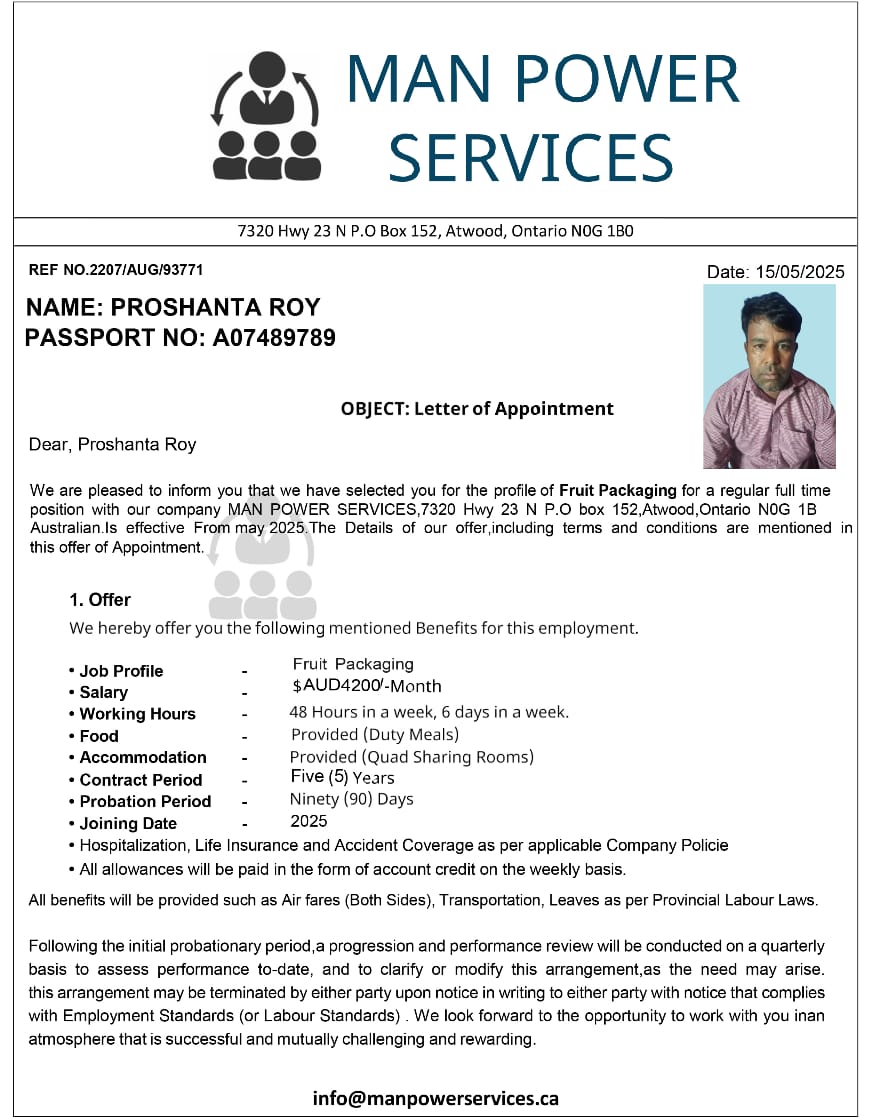 MAN POWER
SERVICES
7320 Hwy 23 N P.O Box 152, Atwood, Ontario N0G 1B0
REF NO.2207/AUG/93771
Date: 15/05/2025
NAME: PROSHANTA ROY
PASSPORT NO: A07489789
OBJECT: Letter of Appointment
Dear, Proshanta Roy
We are pleased to inform you that we have selected you for the profile of Fruit Packaging for a regular full time
position with our company MAN POWER SERVICES,7320 Hwy 23 N P.O box 152,Atwood,Ontario N0G 1B
Australian.Is effective From may 2025.The Details of our offer,including terms and conditions are mentioned in
this offer of Appointment.
1. Offer
We hereby offer you the following mentioned Benefits for this employment.
• Job Profile - Fruit Packaging
• Salary - $AUD4200/-Month
• Working Hours - 48 Hours in a week, 6 days in a week.
• Food - Provided (Duty Meals)
• Accommodation - Provided (Quad Sharing Rooms)
• Contract Period - Five (5) Years
• Probation Period - Ninety (90) Days
• Joining Date - 2025
• Hospitalization, Life Insurance and Accident Coverage as per applicable Company Policie
• All allowances will be paid in the form of account credit on the weekly basis.
All benefits will be provided such as Air fares (Both Sides), Transportation, Leaves as per Provincial Labour Laws.
Following the initial probationary period,a progression and performance review will be conducted on a quarterly
basis to assess performance to-date, and to clarify or modify this arrangement,as the need may arise.
this arrangement may be terminated by either party upon notice in writing to either party with notice that complies
with Employment Standards (or Labour Standards) . We look forward to the opportunity to work with you inan
atmosphere that is successful and mutually challenging and rewarding.
info@manpowerservices.ca